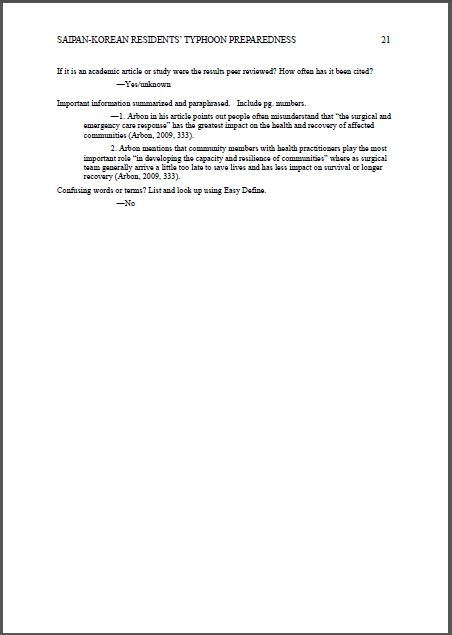 SAIPAN-KOREAN RESIDENTS' TYPHOON PREPAREDNESS 21
If it is an academic article or study were the results peer reviewed? How often has it been cited?
—Yes/unknown
Important information summarized and paraphrased. Include pg. numbers.
—1. Arbon in his article points out people often misunderstand that "the surgical and
emergency care response" has the greatest impact on the health and recovery of affected
communities (Arbon, 2009, 333).
2. Arbon mentions that community members with health practitioners play the most
important role "in developing the capacity and resilience of communities" where as surgical
team generally arrive a little too late to save lives and has less impact on survival or longer
recovery (Arbon, 2009, 333).
Confusing words or terms? List and look up using Easy Define.
—No